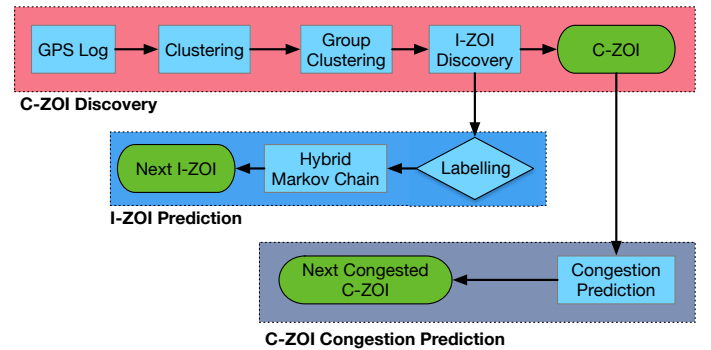 GPS Log
Clustering
Group
Clustering
I-ZOI
Discovery
C-ZOI
C-ZOI Discovery
Next I-ZOI
Hybrid
Markov Chain
Labelling
I-ZOI Prediction
Next Congested
C-ZOI
Congestion
Prediction
C-ZOI Congestion Prediction